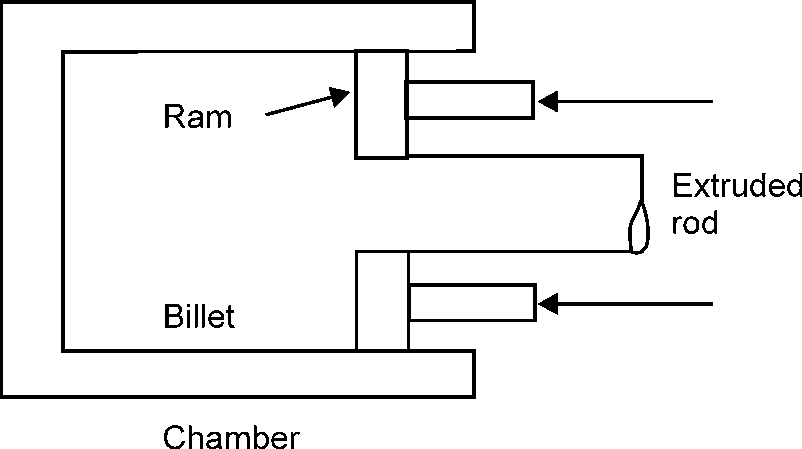 Ram
Extruded
rod
Billet
Chamber